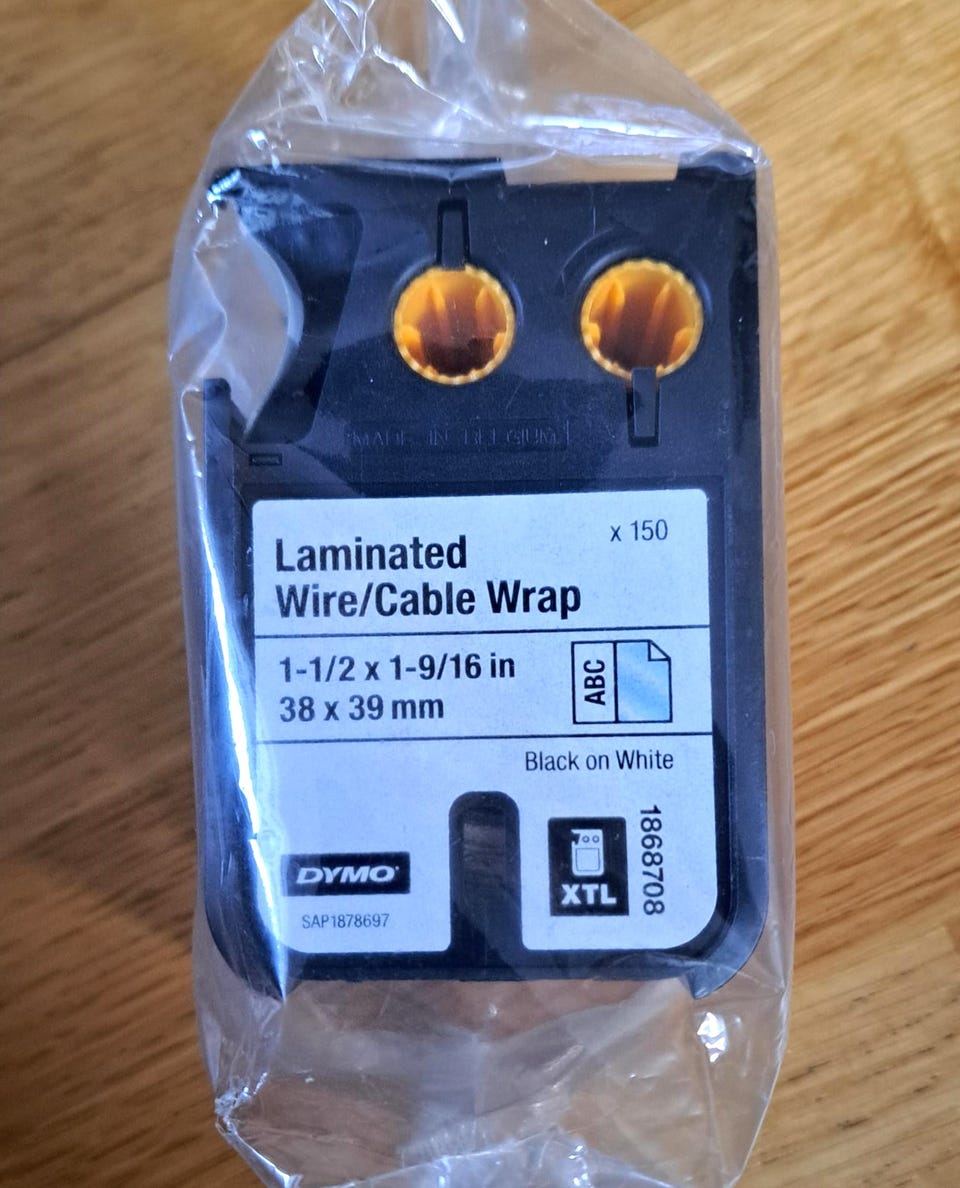 MADE IN BELGIUM
x 150
Laminated
Wire/Cable Wrap
1-1/2 x 1-9/16 in
38 x 39 mm
ABC
Black on White
1868708
DYMO
XTL
SAP1878697